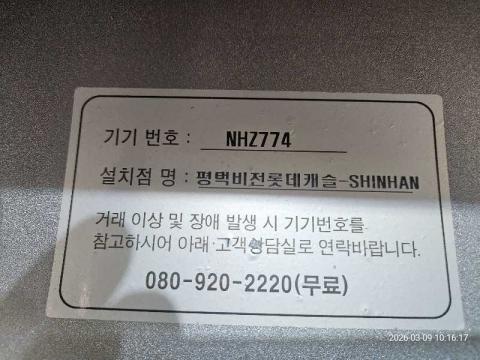 기기 번호 : NHZ774
설치점 명 : 평택비전롯데캐슬-SHINHAN
거래 이상 및 장애 발생 시 기기번호를
참고하시어 아래 고객상담실로 연락바랍니다.
080-920-2220(무료)
2026-03-09 10:16:17